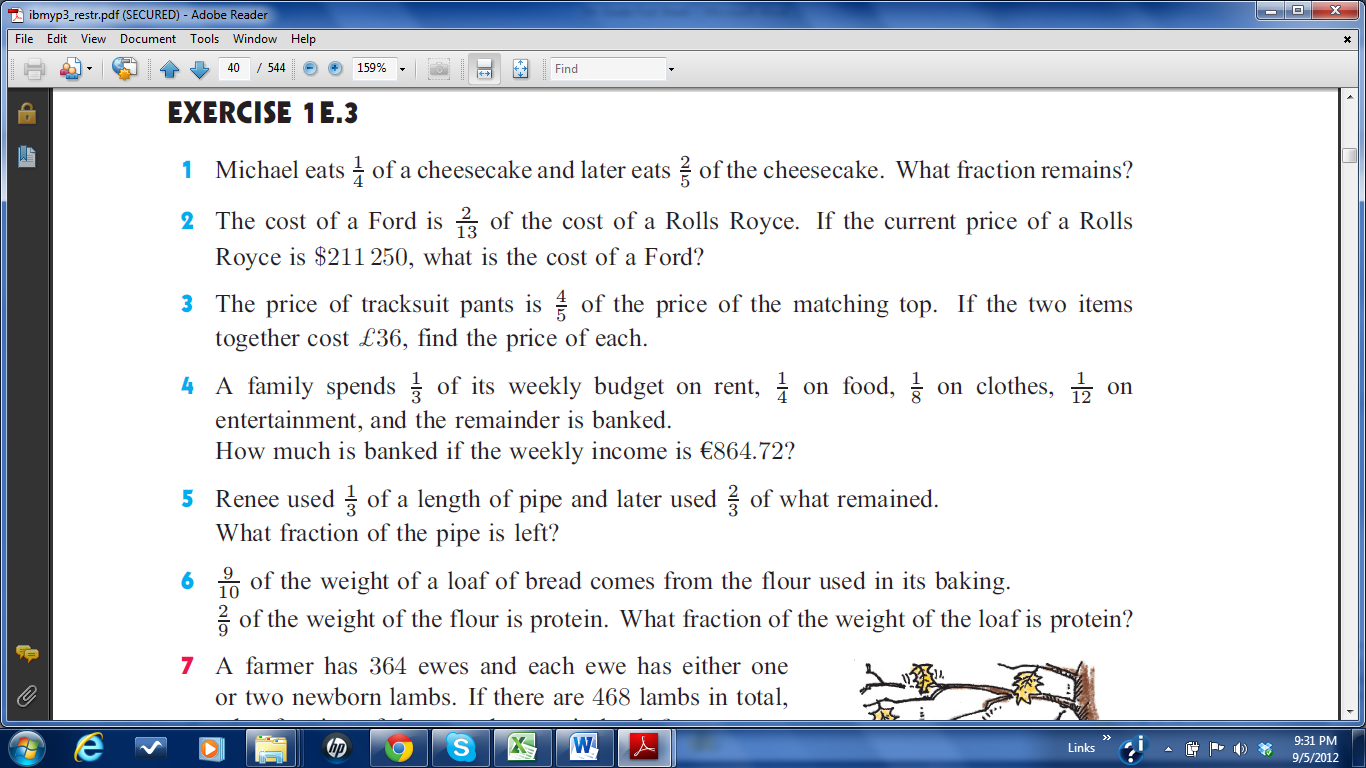 ibmyp3_restr.pdf (SECURED) - Adobe Reader
File Edit View Document Tools Window Help
40 / 544 159% Find
EXERCISE 1E.3
1 Michael eats 1/4 of a cheesecake and later eats 2/5 of the cheesecake. What fraction remains?
2 The cost of a Ford is 2/13 of the cost of a Rolls Royce. If the current price of a Rolls
Royce is $211 250, what is the cost of a Ford?
3 The price of tracksuit pants is 4/5 of the price of the matching top. If the two items
together cost £36, find the price of each.
4 A family spends 1/3 of its weekly budget on rent, 1/4 on food, 1/8 on clothes, 1/12 on
entertainment, and the remainder is banked.
How much is banked if the weekly income is €864.72?
5 Renee used 1/3 of a length of pipe and later used 2/3 of what remained.
What fraction of the pipe is left?
6 9/10 of the weight of a loaf of bread comes from the flour used in its baking.
2/9 of the weight of the flour is protein. What fraction of the weight of the loaf is protein?
7 A farmer has 364 ewes and each ewe has either one
or two newborn lambs. If there are 468 lambs in total,
Links 9:31 PM
9/5/2012